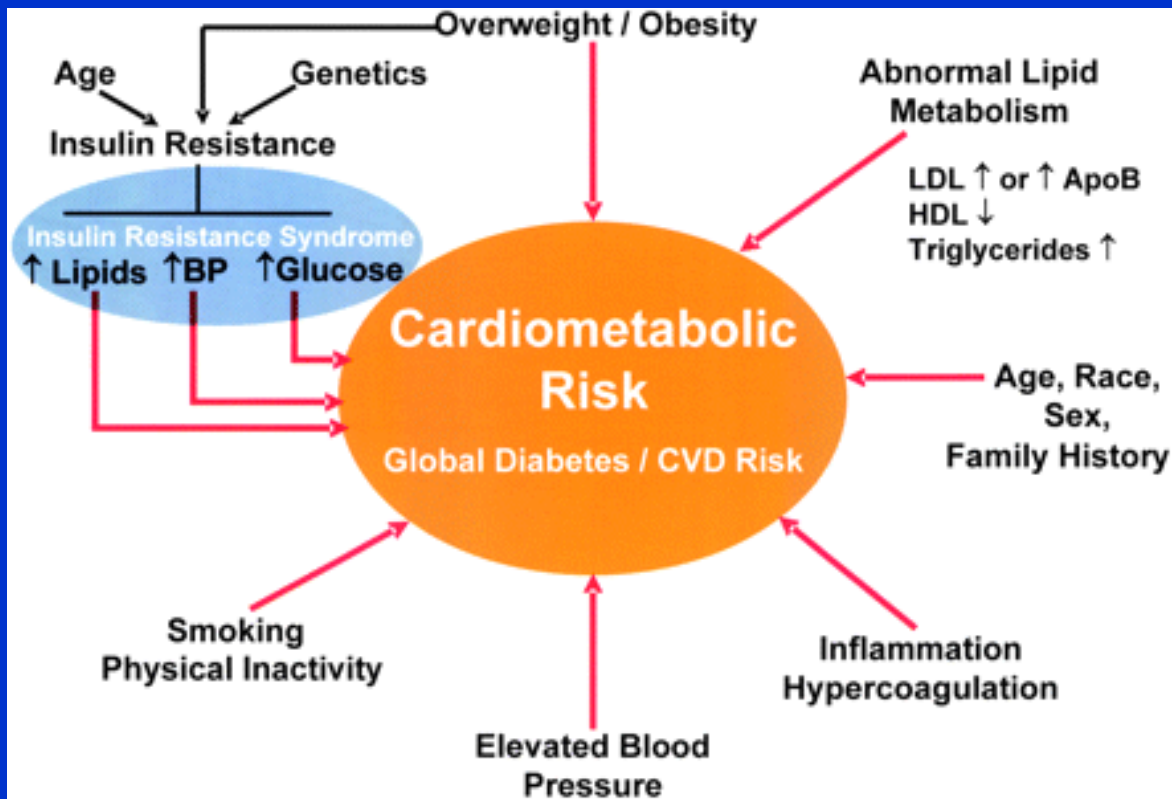 Overweight / Obesity
Age
Genetics
Insulin Resistance
Insulin Resistance Syndrome
↑ Lipids ↑BP ↑Glucose
Abnormal Lipid
Metabolism
LDL ↑ or ↑ ApoB
HDL ↓
Triglycerides ↑
Cardiometabolic
Risk
Global Diabetes / CVD Risk
Age, Race,
Sex,
Family History
Smoking
Physical Inactivity
Inflammation
Hypercoagulation
Elevated Blood
Pressure